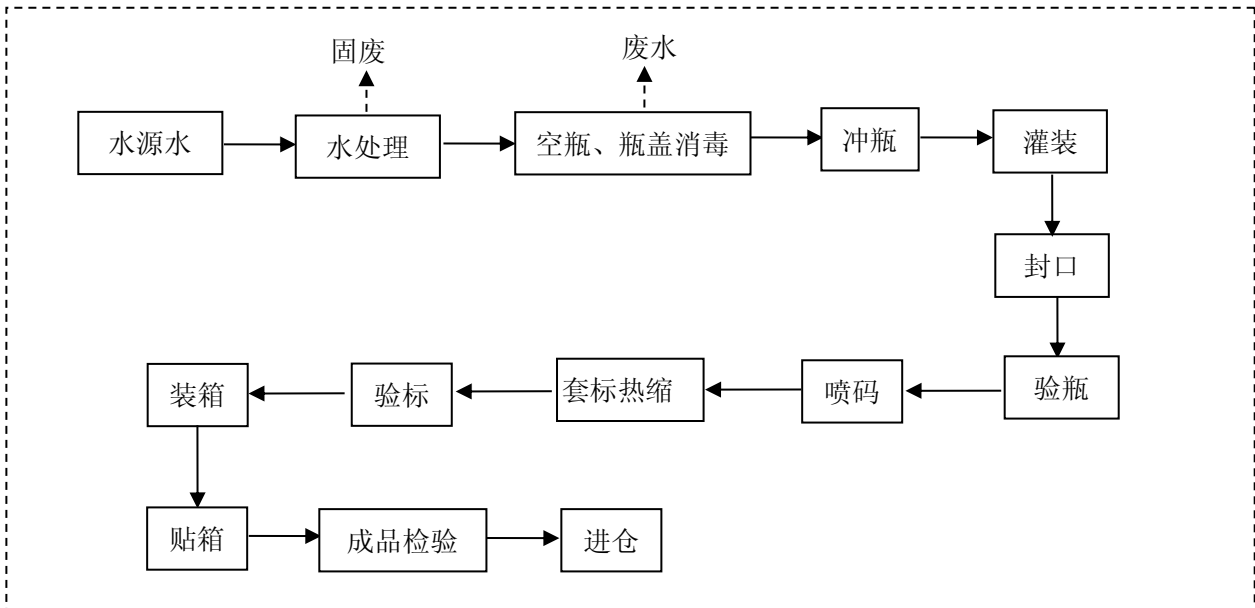 固废
废水
水源水
水处理
空瓶、瓶盖消毒
冲瓶
灌装
封口
验瓶
喷码
套标热缩
验标
装箱
贴箱
成品检验
进仓